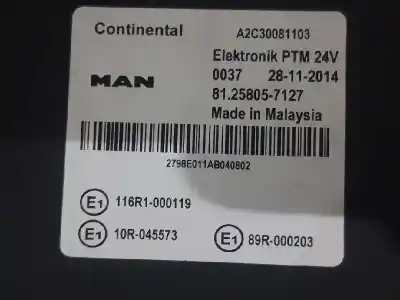 Continental A2C30081103
Elektronik PTM 24V
MAN 0037 28-11-2014
81.25805-7127
Made in Malaysia
2798E011AB040802
E1 116R1-000119
E1 10R-045573 E1 89R-000203